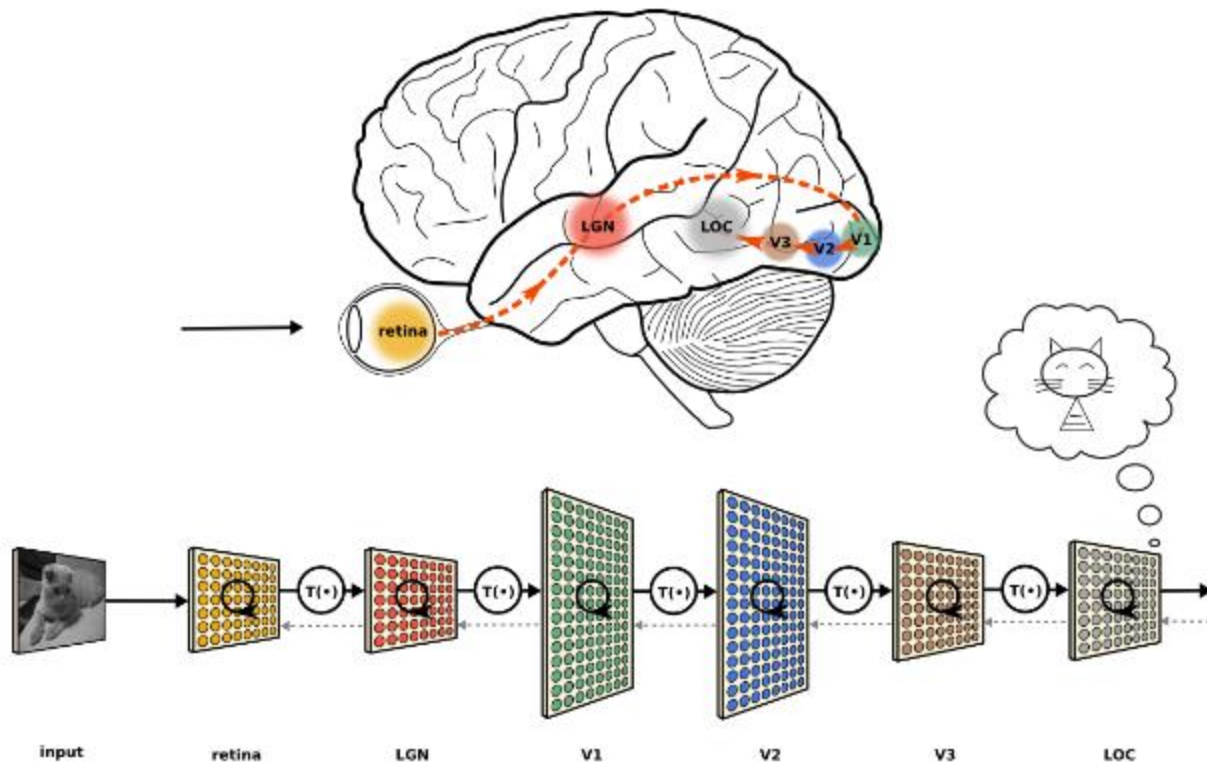 LGN
LOC
V3
V2
V1
retina
T(•)
T(•)
T(•)
T(•)
T(•)
input
retina
LGN
V1
V2
V3
LOC